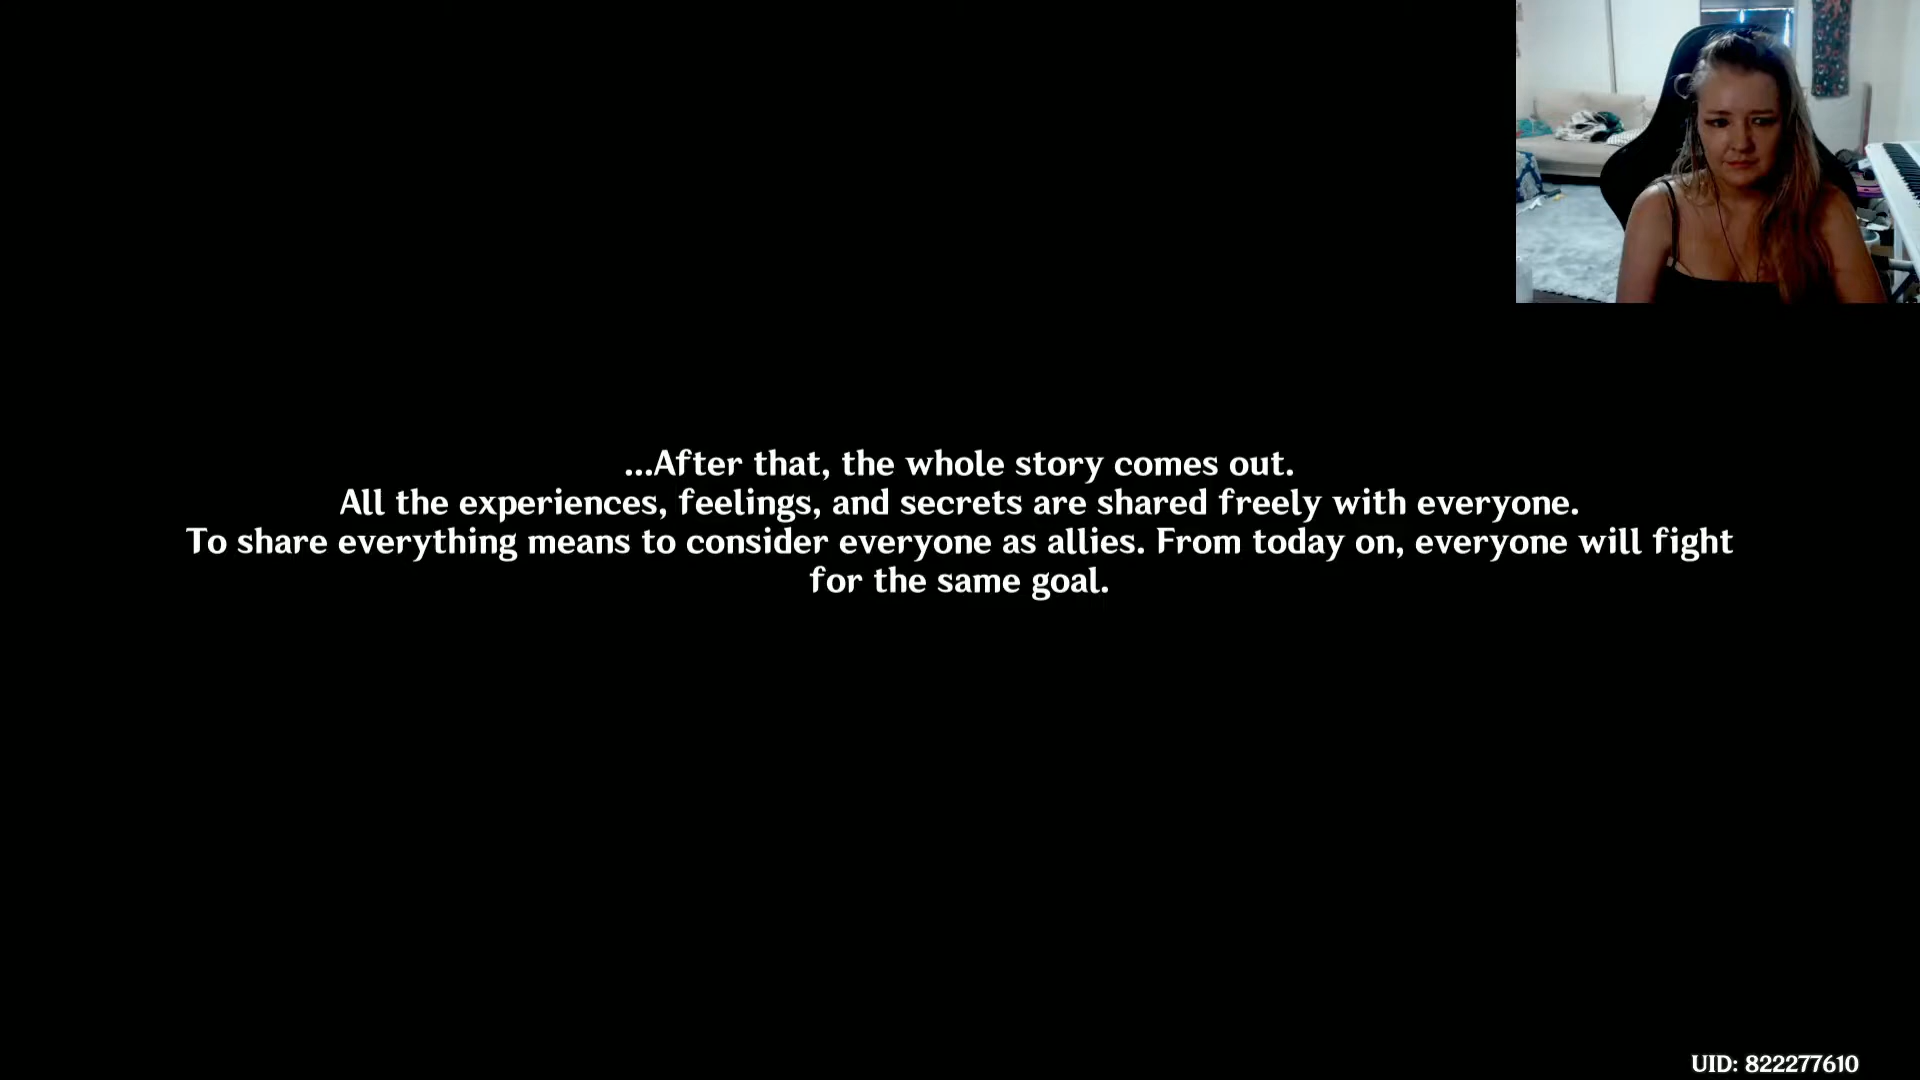 ...After that, the whole story comes out.
All the experiences, feelings, and secrets are shared freely with everyone.
To share everything means to consider everyone as allies. From today on, everyone will fight
for the same goal.
UID: 822277610